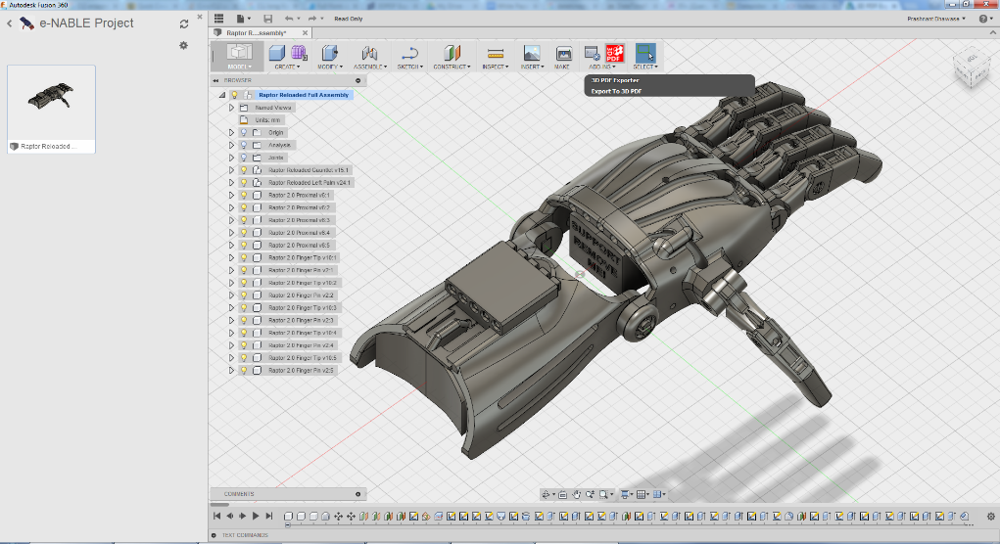 Autodesk Fusion 360
e-NABLE Project
Raptor Reloaded ...
Read Only
Prashant Bhawase
Raptor R...ssembly*
MODEL
CREATE
MODIFY
ASSEMBLE
SKETCH
CONSTRUCT
INSPECT
INSERT
MAKE
ADD-INS
3D PDF
SELECT
3D PDF Exporter
Export To 3D PDF
BROWSER
Raptor Reloaded Full Assembly
Named Views
Units: mm
Origin
Analysis
Joints
Raptor Reloaded Gauntlet v15:1
Raptor Reloaded Left Palm v24:1
Raptor 2.0 Proximal v6:1
Raptor 2.0 Proximal v6:2
Raptor 2.0 Proximal v6:3
Raptor 2.0 Proximal v6:4
Raptor 2.0 Proximal v6:5
Raptor 2.0 Finger Tip v10:1
Raptor 2.0 Finger Pin v2:1
Raptor 2.0 Finger Tip v10:2
Raptor 2.0 Finger Pin v2:2
Raptor 2.0 Finger Tip v10:3
Raptor 2.0 Finger Pin v2:3
Raptor 2.0 Finger Tip v10:4
Raptor 2.0 Finger Pin v2:4
Raptor 2.0 Finger Tip v10:5
Raptor 2.0 Finger Pin v2:5
SUPPORT
REMOVE
ME!
COMMENTS
TEXT COMMANDS